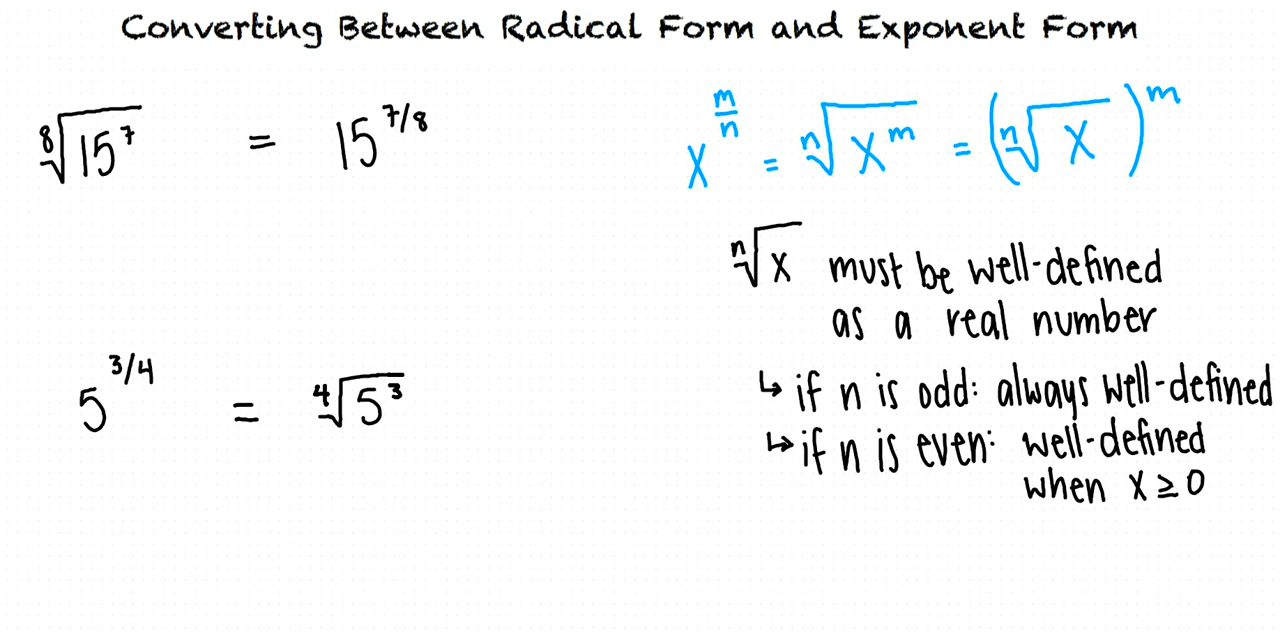 Converting Between Radical Form and Exponent Form
⁸√15⁷ = 15^7/8
x^m/n = ⁿ√x^m = (ⁿ√x)^m
ⁿ√x must be well-defined
as a real number
↳ if n is odd: always well-defined
↳ if n is even: well-defined
when x ≥ 0
5^3/4 = ⁴√5³